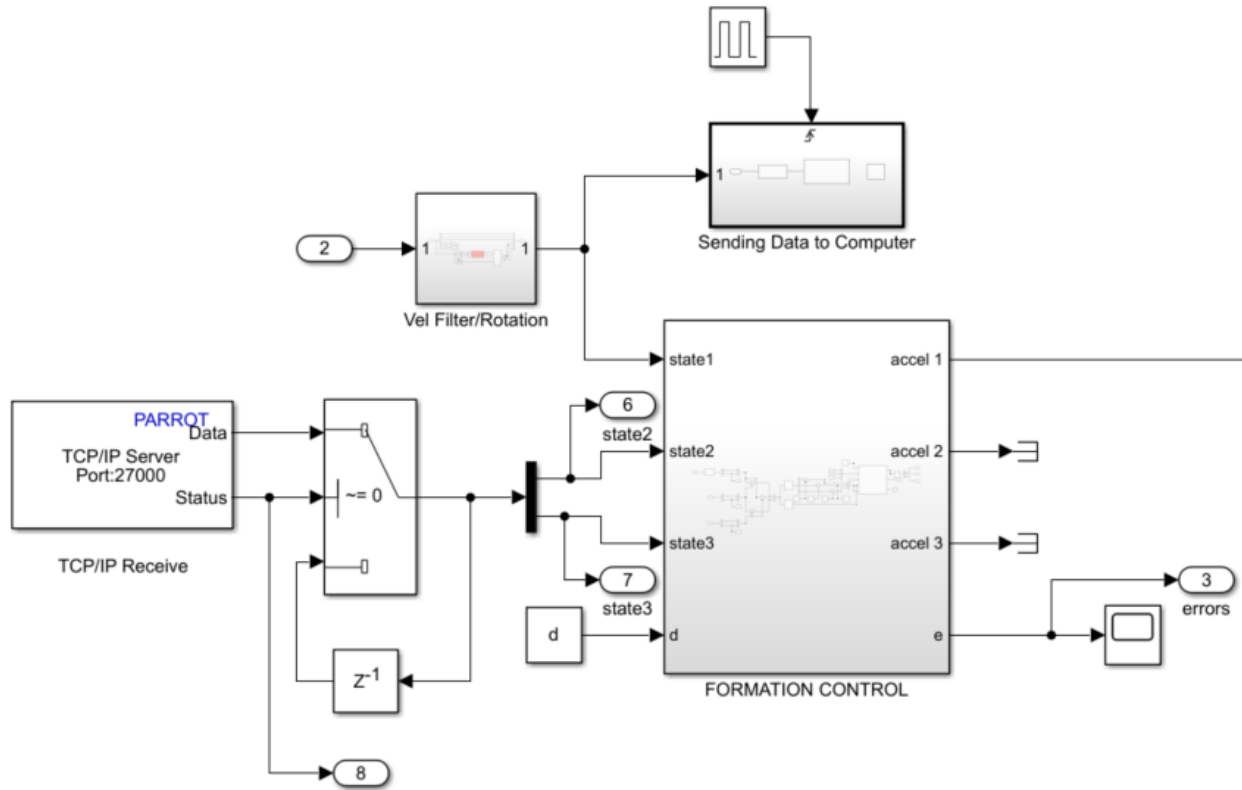 1
Sending Data to Computer
2
1
1
Vel Filter/Rotation
PARROT
Data
TCP/IP Server
Port:27000
Status
TCP/IP Receive
~= 0
Z-1
8
6
state2
7
state3
d
state1
state2
state3
d
accel 1
accel 2
accel 3
e
FORMATION CONTROL
3
errors